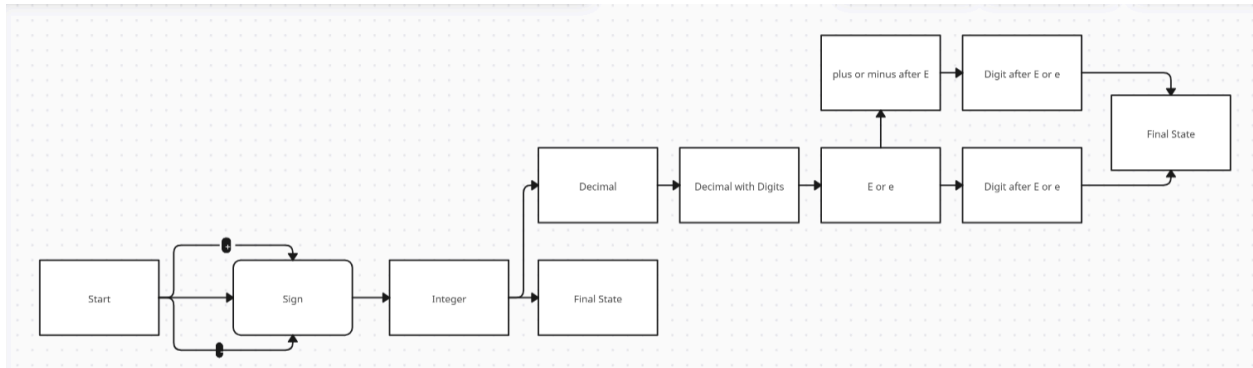 plus or minus after E
Digit after E or e
Final State
Decimal
Decimal with Digits
E or e
Digit after E or e
+
Start
Sign
Integer
Final State